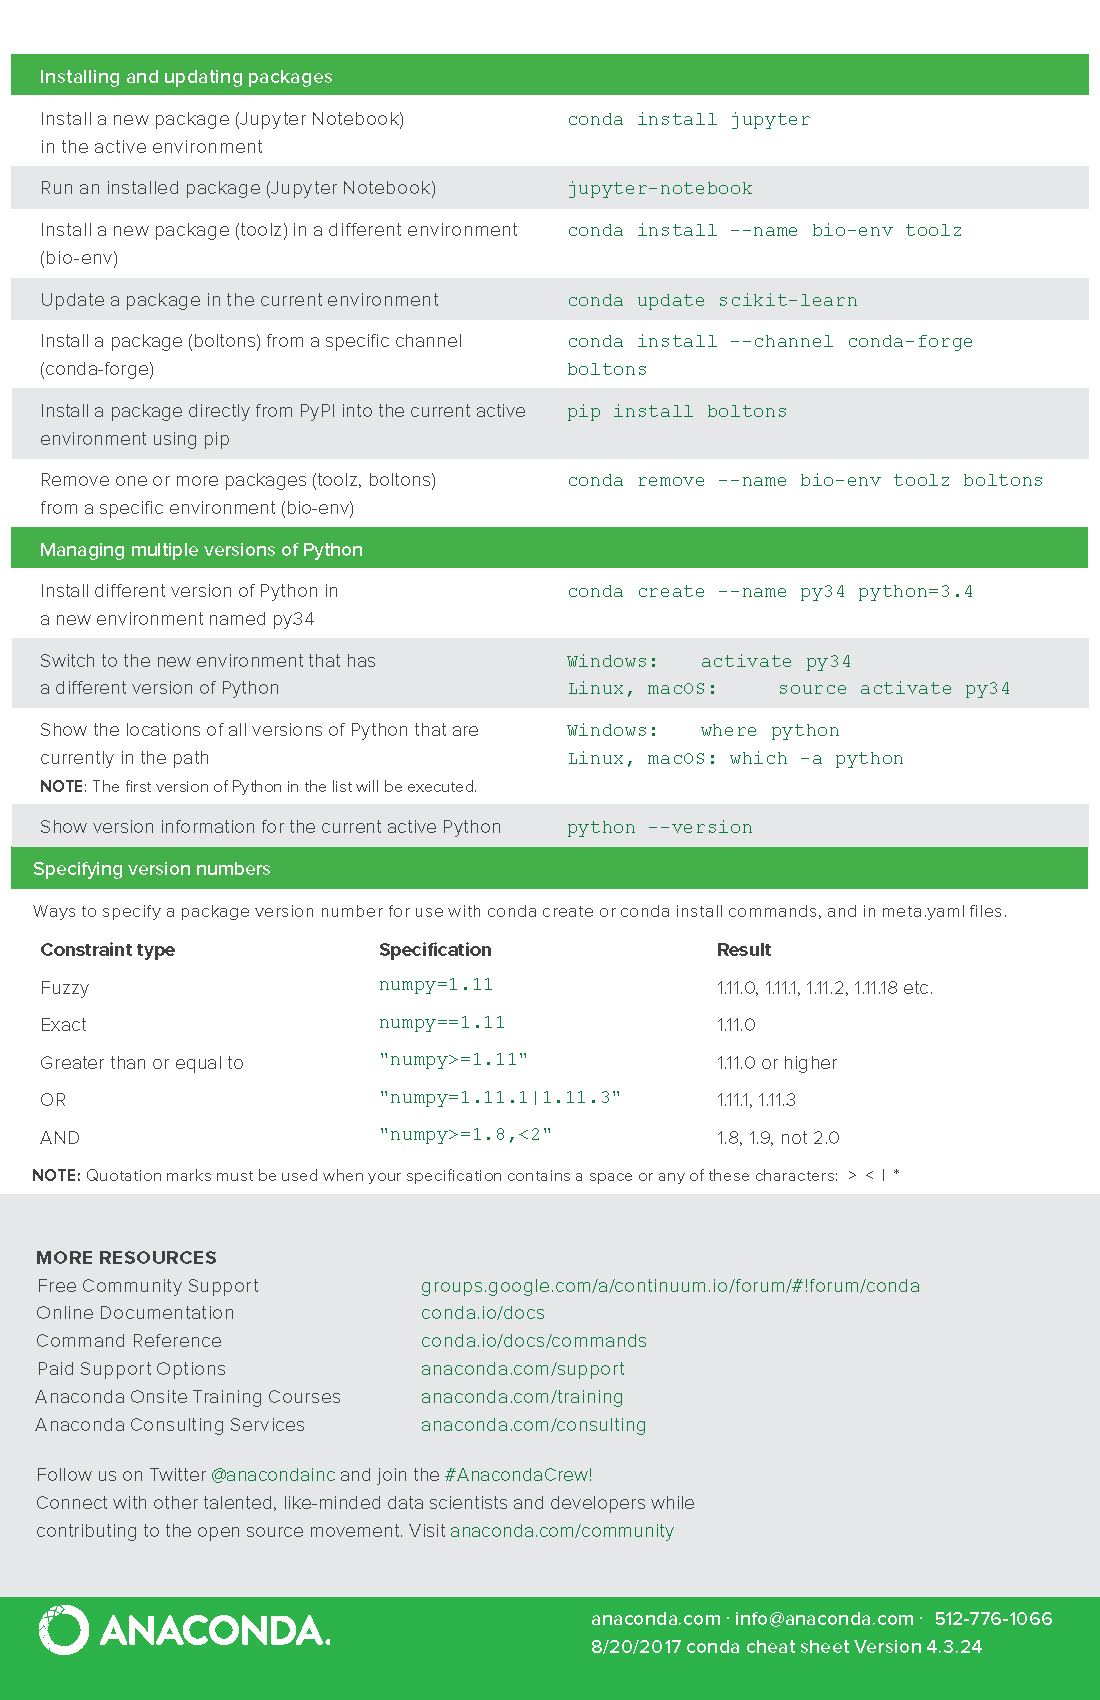 Installing and updating packages
Install a new package (Jupyter Notebook) conda install jupyter
in the active environment
Run an installed package (Jupyter Notebook) jupyter-notebook
Install a new package (toolz) in a different environment conda install --name bio-env toolz
(bio-env)
Update a package in the current environment conda update scikit-learn
Install a package (boltons) from a specific channel conda install --channel conda-forge
(conda-forge) boltons
Install a package directly from PyPI into the current active pip install boltons
environment using pip
Remove one or more packages (toolz, boltons) conda remove --name bio-env toolz boltons
from a specific environment (bio-env)
Managing multiple versions of Python
Install different version of Python in conda create --name py34 python=3.4
a new environment named py34
Switch to the new environment that has Windows: activate py34
a different version of Python Linux, macOS: source activate py34
Show the locations of all versions of Python that are Windows: where python
currently in the path Linux, macOS: which -a python
NOTE: The first version of Python in the list will be executed.
Show version information for the current active Python python --version
Specifying version numbers
Ways to specify a package version number for use with conda create or conda install commands, and in meta.yaml files.
Constraint type Specification Result
Fuzzy numpy=1.11 1.11.0, 1.11.1, 1.11.2, 1.11.18 etc.
Exact numpy==1.11 1.11.0
Greater than or equal to "numpy>=1.11" 1.11.0 or higher
OR "numpy=1.11.1|1.11.3" 1.11.1, 1.11.3
AND "numpy>=1.8,<2" 1.8, 1.9, not 2.0
NOTE: Quotation marks must be used when your specification contains a space or any of these characters: > < | *
MORE RESOURCES
Free Community Support groups.google.com/a/continuum.io/forum/#!forum/conda
Online Documentation conda.io/docs
Command Reference conda.io/docs/commands
Paid Support Options anaconda.com/support
Anaconda Onsite Training Courses anaconda.com/training
Anaconda Consulting Services anaconda.com/consulting
Follow us on Twitter @anacondainc and join the #AnacondaCrew!
Connect with other talented, like-minded data scientists and developers while
contributing to the open source movement. Visit anaconda.com/community
ANACONDA.
anaconda.com · info@anaconda.com · 512-776-1066
8/20/2017 conda cheat sheet Version 4.3.24